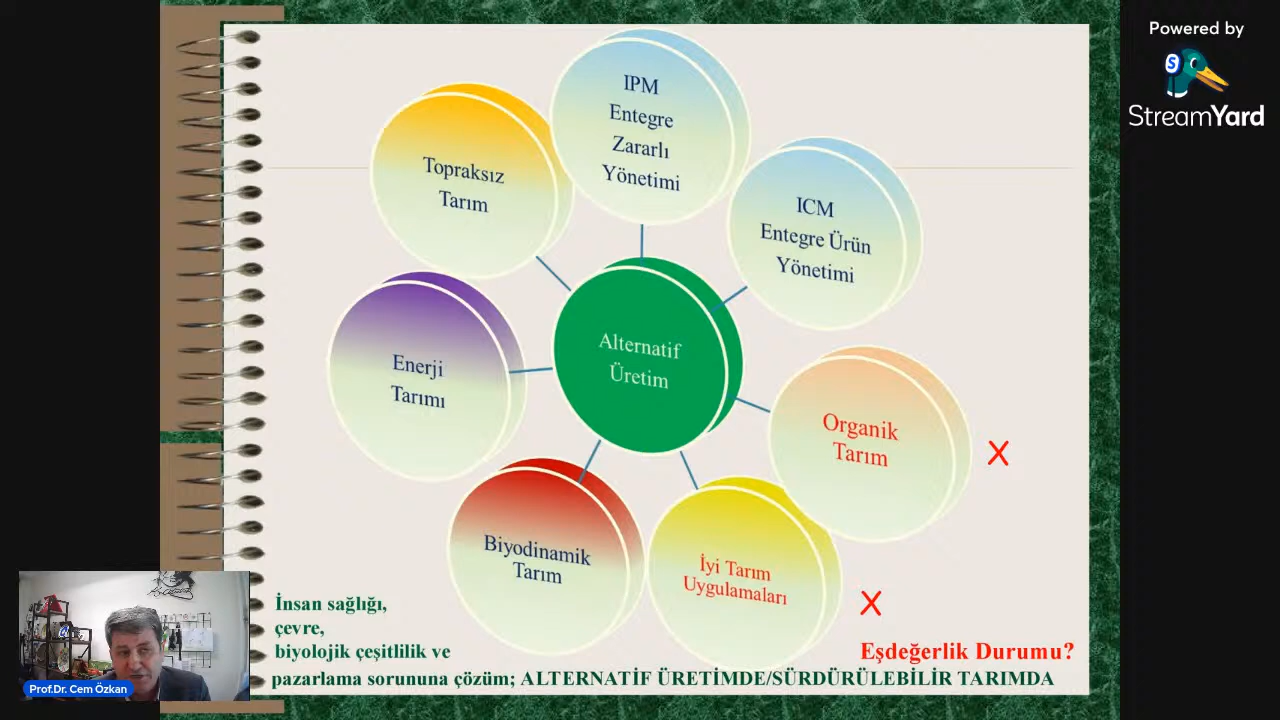 Powered by
StreamYard
IPM
Entegre
Zararlı
Yönetimi
ICM
Entegre Ürün
Yönetimi
Topraksız
Tarım
Alternatif
Üretim
Enerji
Tarımı
Organik
Tarım
X
Biyodinamik
Tarım
İyi Tarım
Uygulamaları
X
İnsan sağlığı,
çevre,
biyolojik çeşitlilik ve
Eşdeğerlik Durumu?
pazarlama sorununa çözüm; ALTERNATİF ÜRETİMDE/SÜRDÜRÜLEBİLİR TARIMDA
Prof.Dr. Cem Özkan